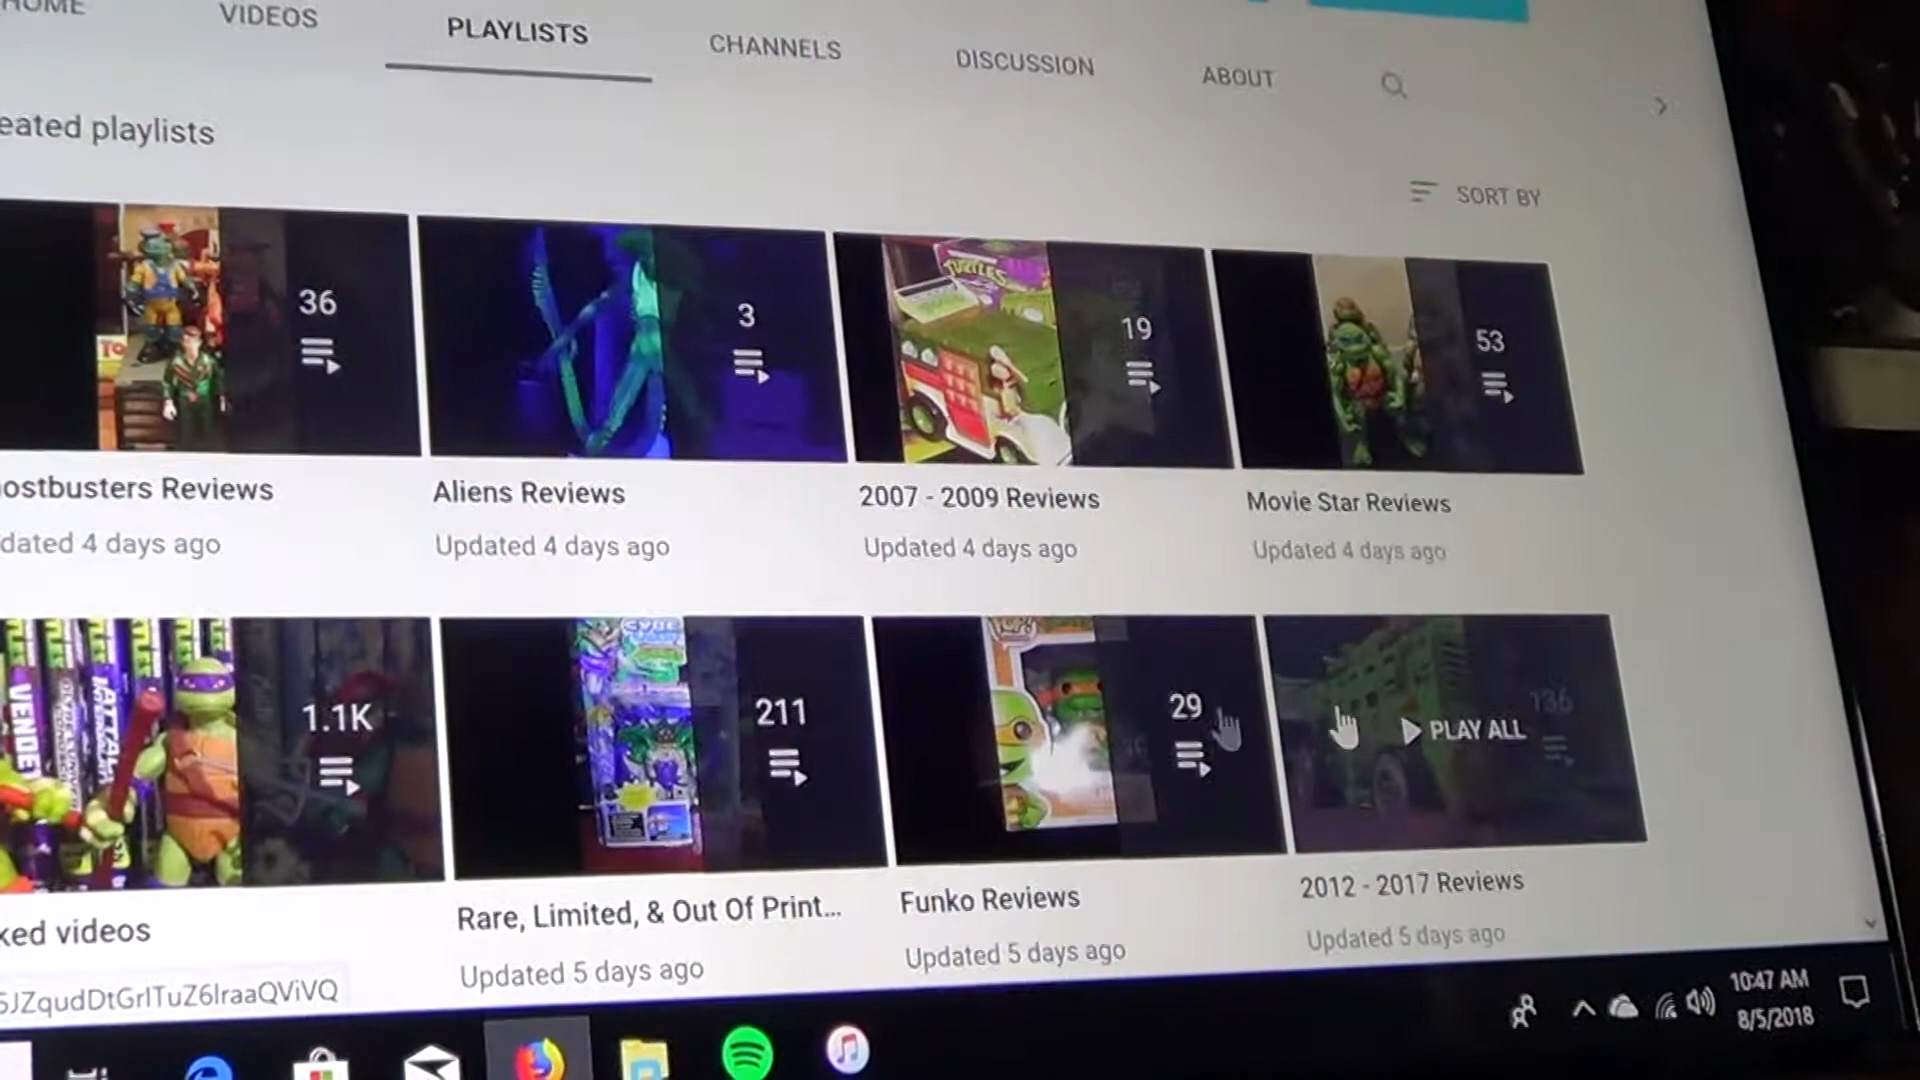 HOME VIDEOS PLAYLISTS CHANNELS DISCUSSION ABOUT
eated playlists
SORT BY
36 3 19 53
TURTLES
TO
ostbusters Reviews Aliens Reviews 2007 - 2009 Reviews Movie Star Reviews
dated 4 days ago Updated 4 days ago Updated 4 days ago Updated 4 days ago
1.1K 211 29 136
PLAY ALL
ked videos Rare, Limited, & Out Of Print... Funko Reviews 2012 - 2017 Reviews
Updated 5 days ago Updated 5 days ago Updated 5 days ago
5JZqudDtGrITuZ6IraaQViVQ
10:47 AM
8/5/2018